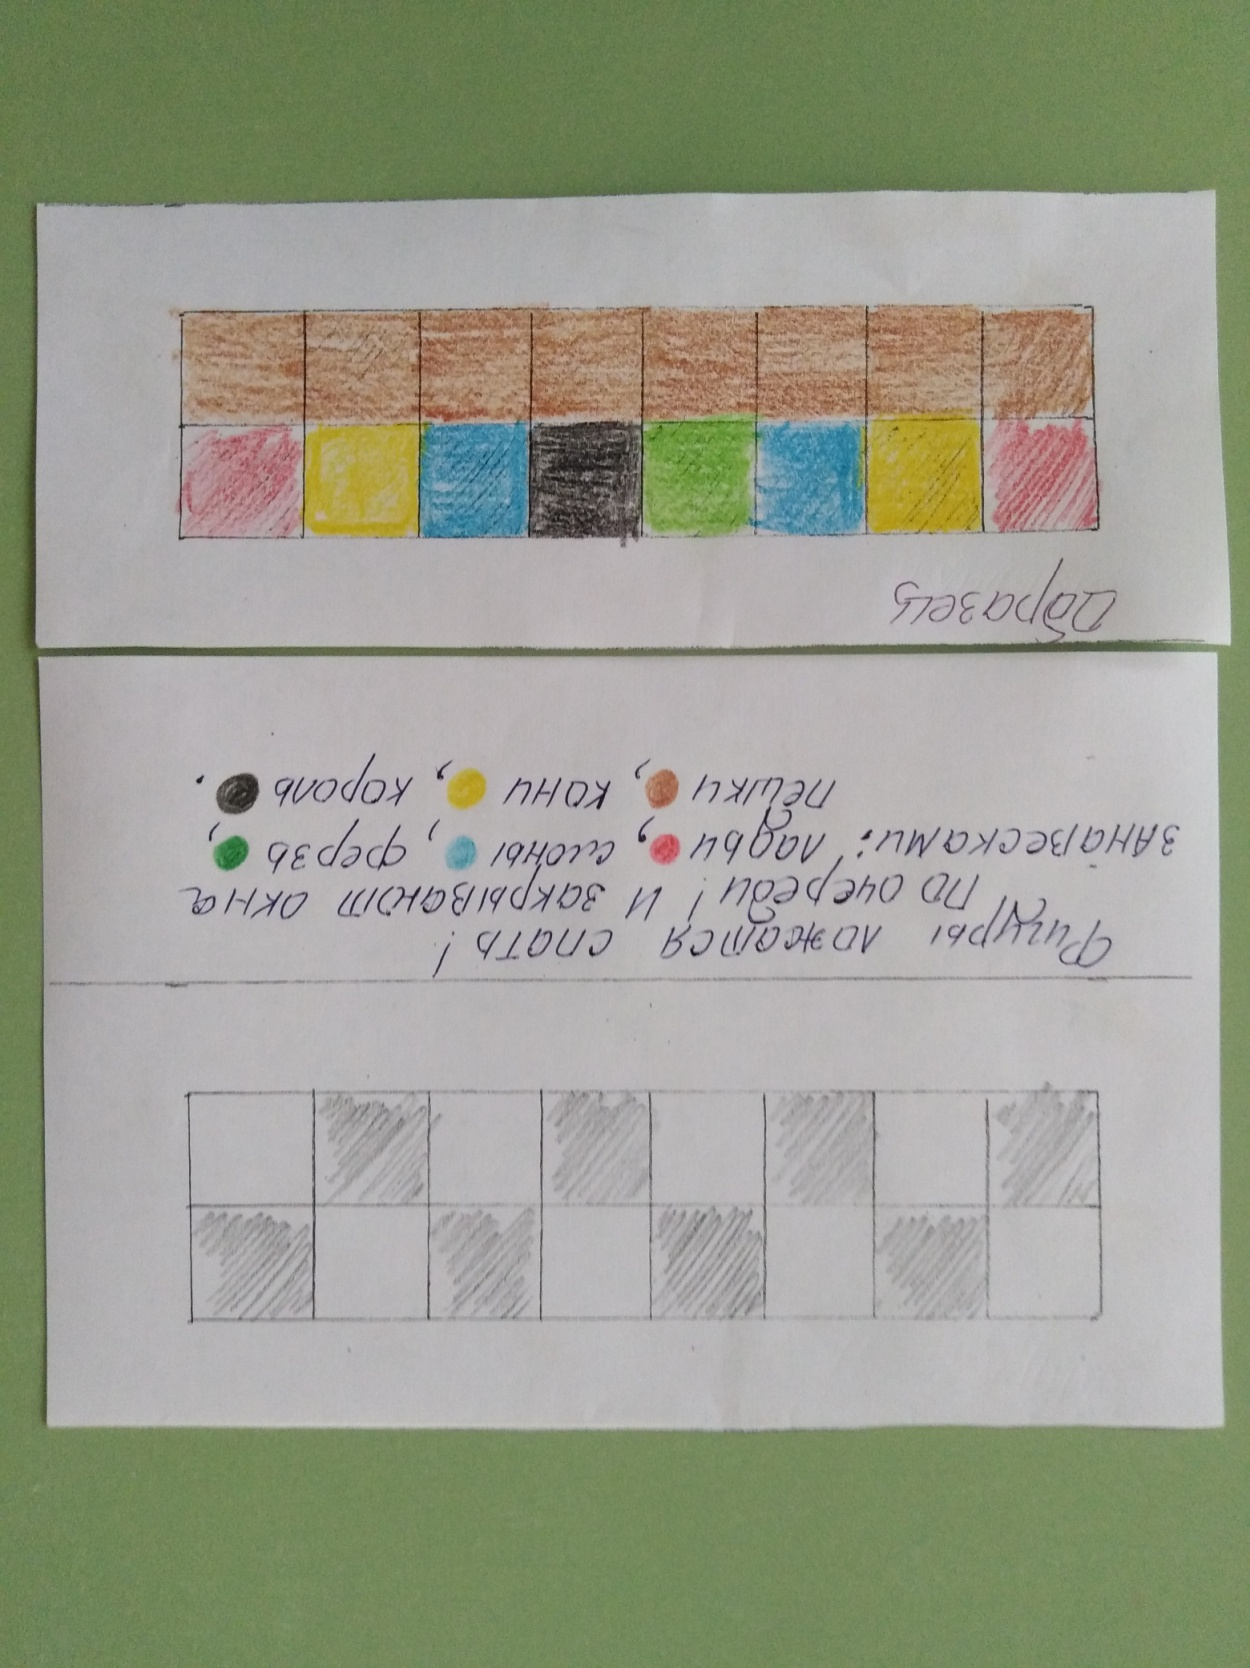 Фигуры ложатся спать!
По очереди! И закрывают окна
занавесками: ладьи, слоны, ферзь,
пешки, кони, король.
Образец